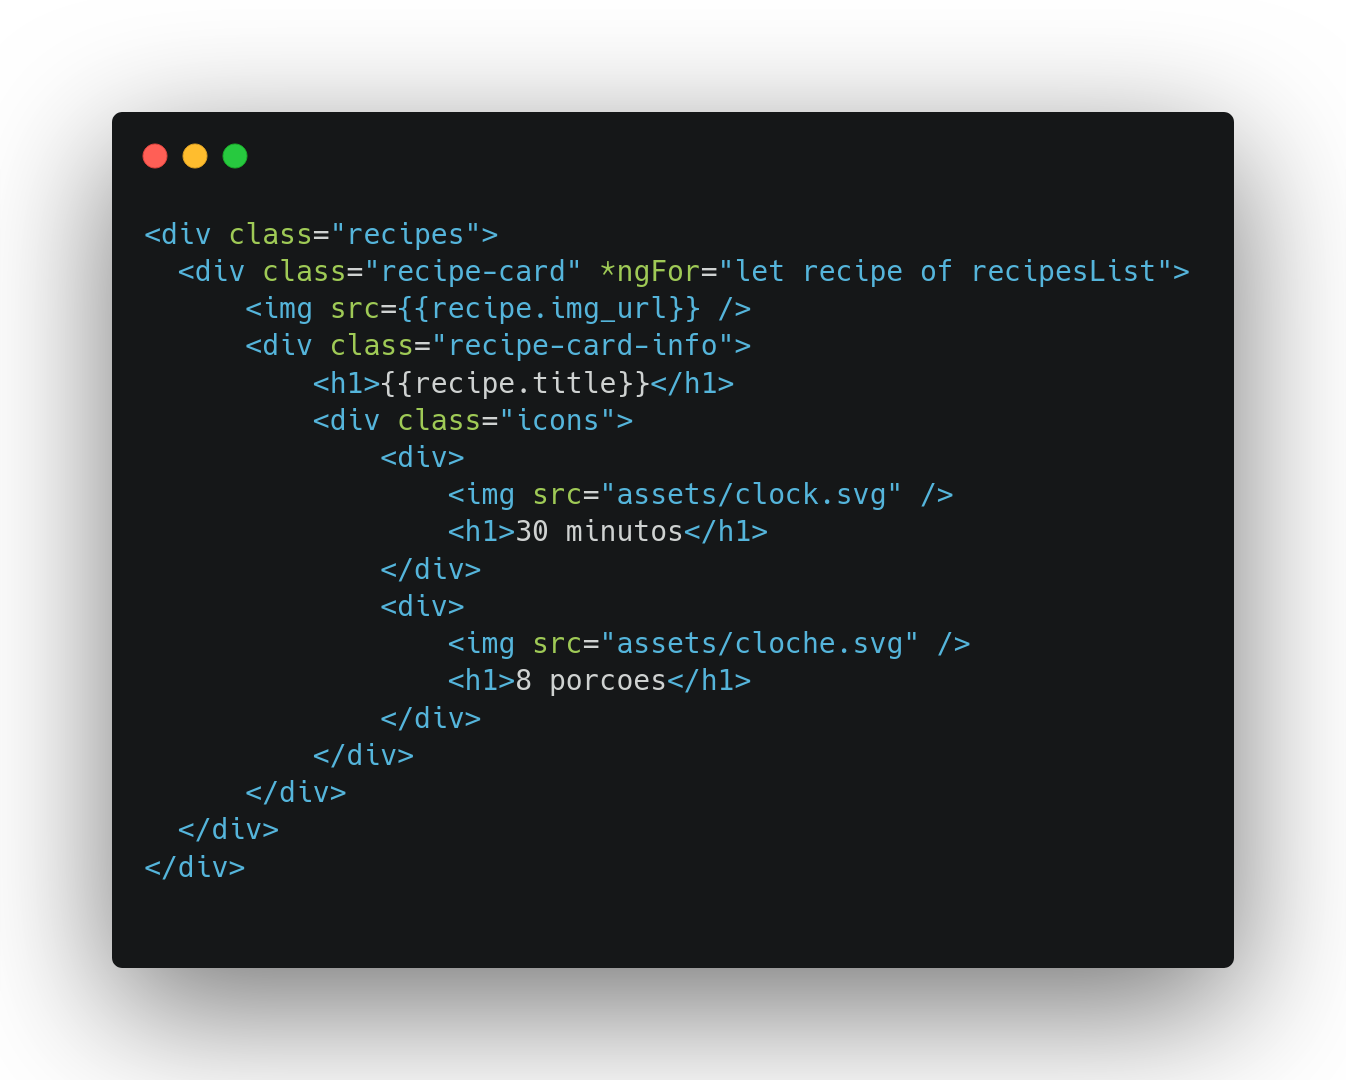 <div class="recipes">
  <div class="recipe-card" *ngFor="let recipe of recipesList">
      <img src={{recipe.img_url}} />
      <div class="recipe-card-info">
          <h1>{{recipe.title}}</h1>
          <div class="icons">
              <div>
                  <img src="assets/clock.svg" />
                  <h1>30 minutos</h1>
              </div>
              <div>
                  <img src="assets/cloche.svg" />
                  <h1>8 porcoes</h1>
              </div>
          </div>
      </div>
  </div>
</div>